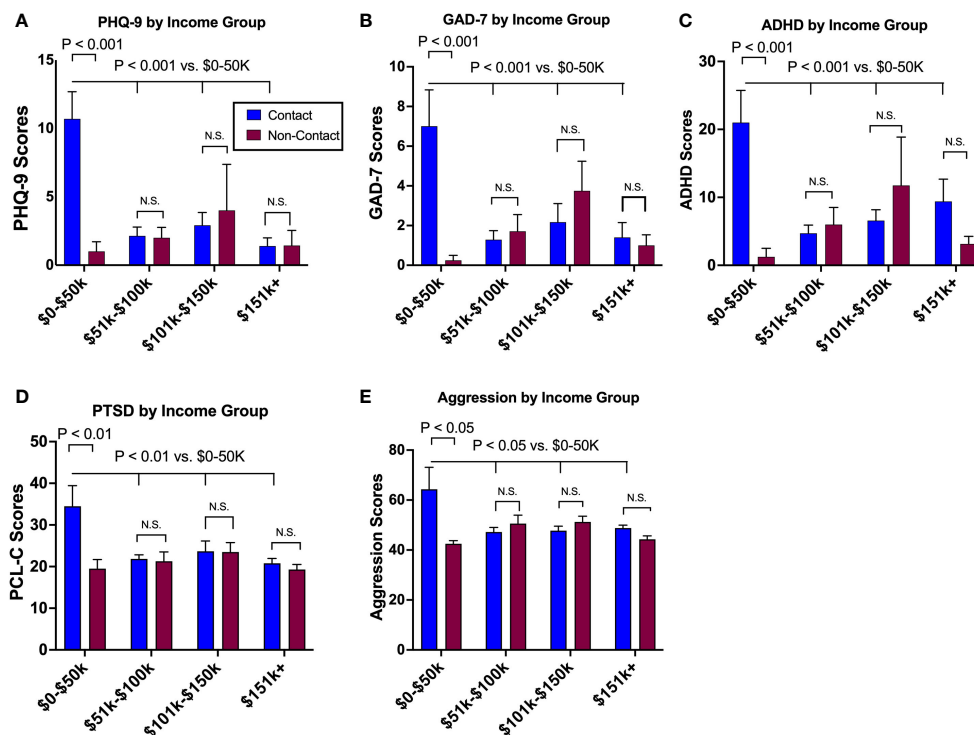 A
PHQ-9 by Income Group
P < 0.001
P < 0.001 vs. $0-50K
15
10
5
0
PHQ-9 Scores
Contact
Non-Contact
N.S.
N.S.
N.S.
$0-$50k
$51k-$100k
$101k-$150k
$151k+
B
GAD-7 by Income Group
P < 0.001
P < 0.001 vs. $0-50K
10
8
6
4
2
0
GAD-7 Scores
N.S.
N.S.
N.S.
$0-$50k
$51k-$100k
$101k-$150k
$151k+
C
ADHD by Income Group
P < 0.001
P < 0.001 vs. $0-50K
30
20
10
0
ADHD Scores
N.S.
N.S.
N.S.
$0-$50k
$51k-$100k
$101k-$150k
$151k+
D
PTSD by Income Group
P < 0.01
P < 0.01 vs. $0-50K
50
40
30
20
10
0
PCL-C Scores
N.S.
N.S.
N.S.
$0-$50k
$51k-$100k
$101k-$150k
$151k+
E
Aggression by Income Group
P < 0.05
P < 0.05 vs. $0-50K
80
60
40
20
0
Aggression Scores
N.S.
N.S.
N.S.
$0-$50k
$51k-$100k
$101k-$150k
$151k+